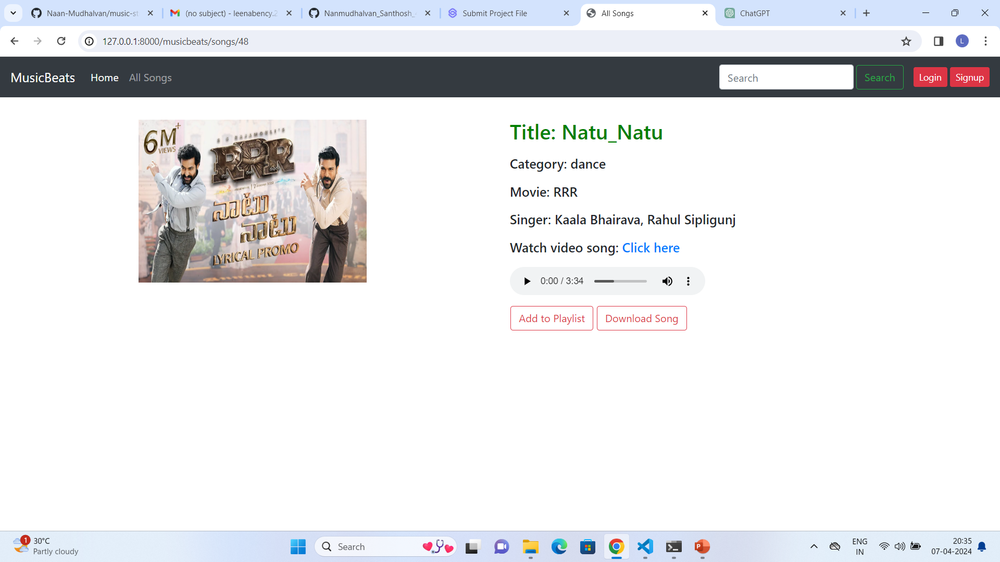 Naan-Mudhalvan/music-st
(no subject) - leenabency.2
Nanmudhalvan_Santhosh_
Submit Project File
All Songs
ChatGPT
127.0.0.1:8000/musicbeats/songs/48
L
MusicBeats
Home
All Songs
Search
Search
Login
Signup
6M+
VIEWS
S S RAJAMOULI'S
RRR
నాటు
నాటు
LYRICAL PROMO
Title: Natu_Natu
Category: dance
Movie: RRR
Singer: Kaala Bhairava, Rahul Sipligunj
Watch video song: Click here
0:00 / 3:34
Add to Playlist
Download Song
1
30°C
Partly cloudy
Search
ENG
IN
20:35
07-04-2024